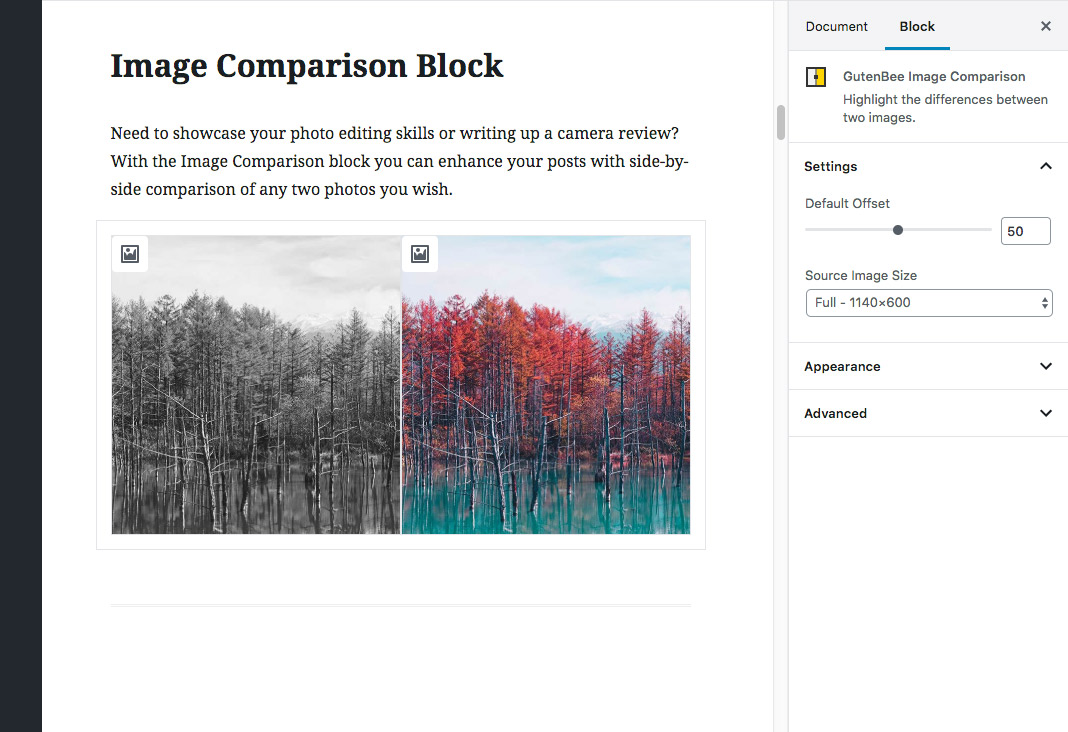 Image Comparison Block
Need to showcase your photo editing skills or writing up a camera review?
With the Image Comparison block you can enhance your posts with side-by-
side comparison of any two photos you wish.
Document
Block
GutenBee Image Comparison
Highlight the differences between
two images.
Settings
Default Offset
50
Source Image Size
Full - 1140×600
Appearance
Advanced